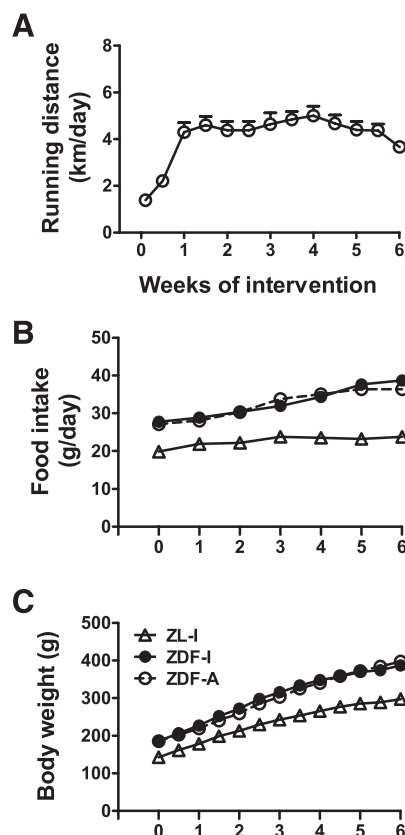 A
Running distance
(km/day)
8
6
4
2
0
0 1 2 3 4 5 6
Weeks of intervention
B
Food intake
(g/day)
50
40
30
20
10
0
0 1 2 3 4 5 6
C
Body weight (g)
500
400
300
200
100
0
ZL-I
ZDF-I
ZDF-A
0 1 2 3 4 5 6